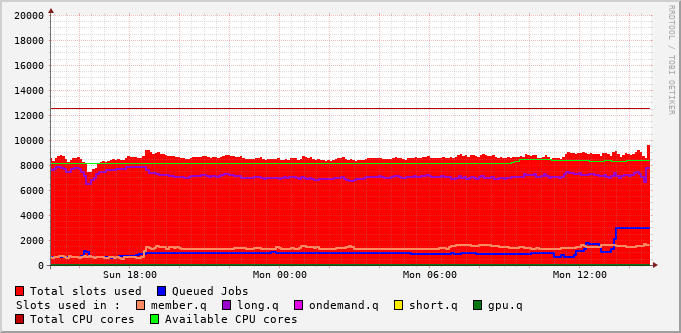 20000
18000
16000
14000
12000
10000
8000
6000
4000
2000
0
Sun 18:00 Mon 00:00 Mon 06:00 Mon 12:00
RRDTOOL / TOBI OETIKER
Total slots used Queued Jobs
Slots used in : member.q long.q ondemand.q short.q gpu.q
Total CPU cores Available CPU cores